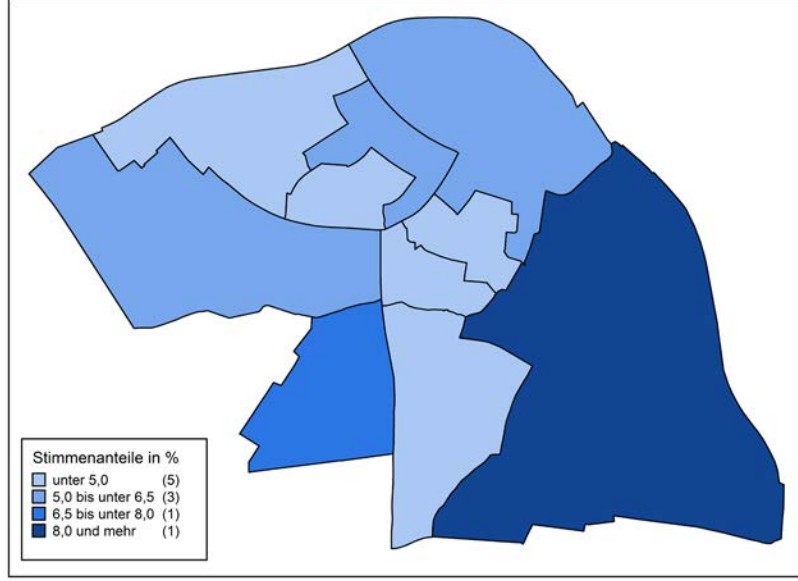 Stimmenanteile in %
unter 5,0 (5)
5,0 bis unter 6,5 (3)
6,5 bis unter 8,0 (1)
8,0 und mehr (1)